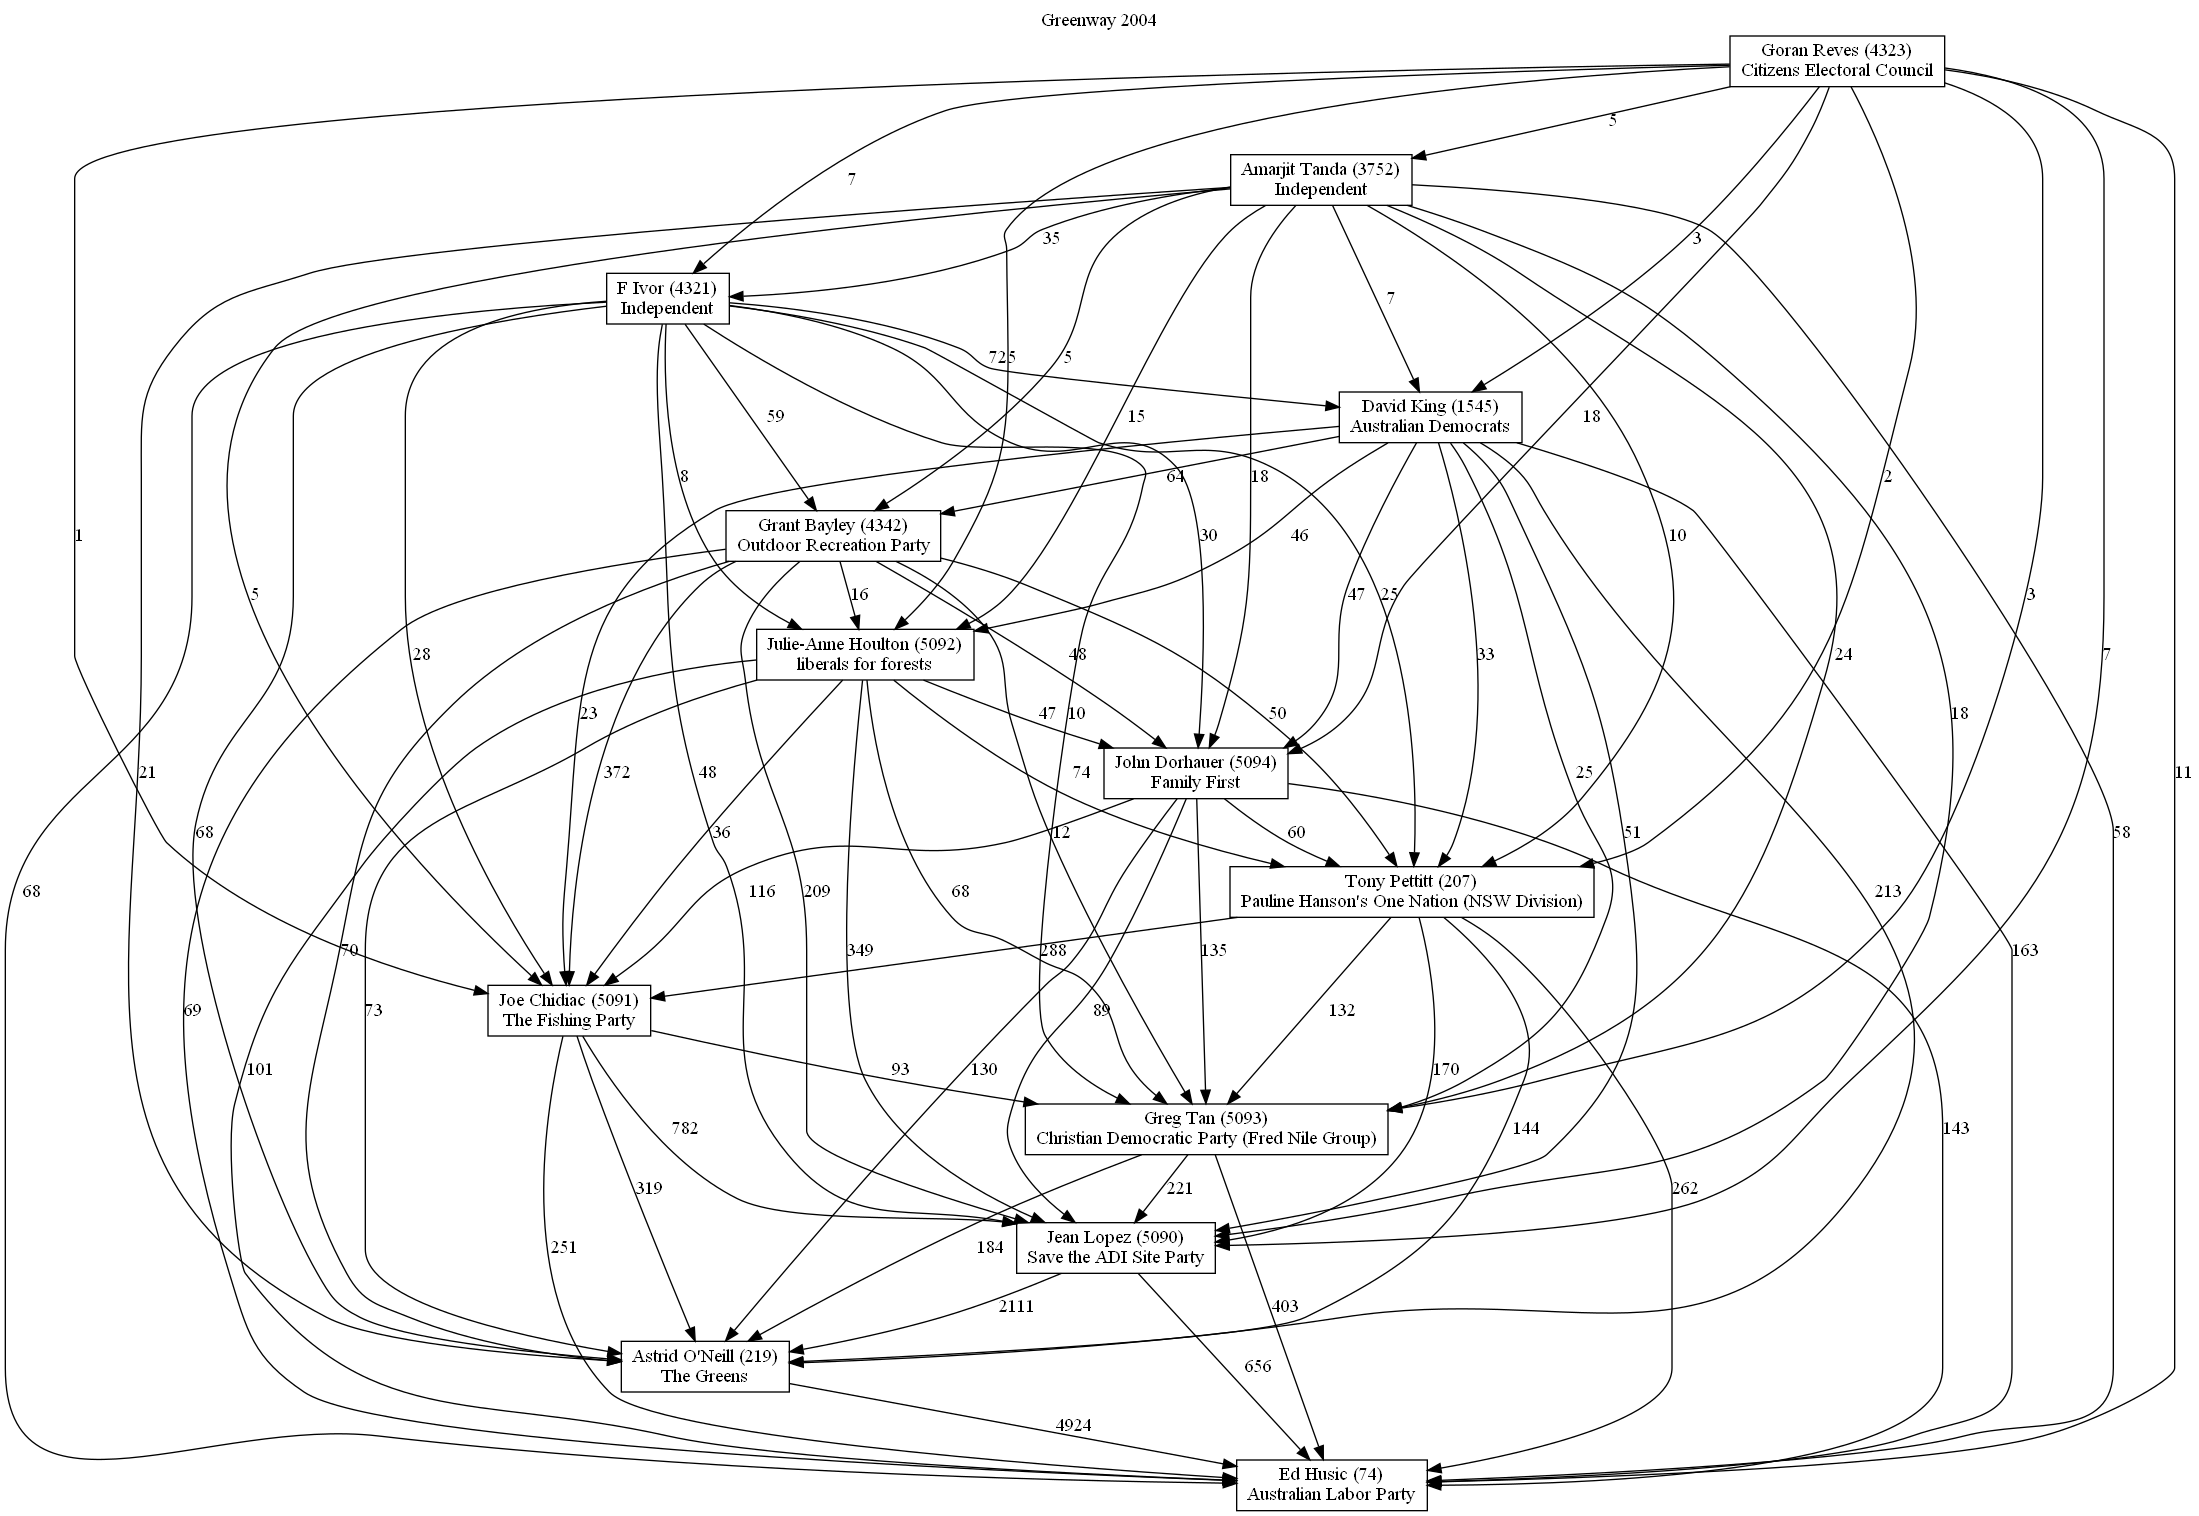 Greenway 2004
Goran Reves (4323)
Citizens Electoral Council
5
Amarjit Tanda (3752)
Independent
7
35
3
F Ivor (4321)
Independent
7
725
5
David King (1545)
Australian Democrats
59
15
18
8
64
18
2
Grant Bayley (4342)
Outdoor Recreation Party
1
30
46
10
5
16
47
25
3
Julie-Anne Houlton (5092)
liberals for forests
28
48
33
24
7
23
47
10
50
18
John Dorhauer (5094)
Family First
21
372
48
74
25
11
68
68
36
12
60
51
58
Tony Pettitt (207)
Pauline Hanson's One Nation (NSW Division)
116
209
68
213
70
349
288
135
163
Joe Chidiac (5091)
The Fishing Party
69
73
89
132
101
93
130
170
Greg Tan (5093)
Christian Democratic Party (Fred Nile Group)
782
144
143
319
221
262
Jean Lopez (5090)
Save the ADI Site Party
251
184
2111
403
Astrid O'Neill (219)
The Greens
656
4924
Ed Husic (74)
Australian Labor Party